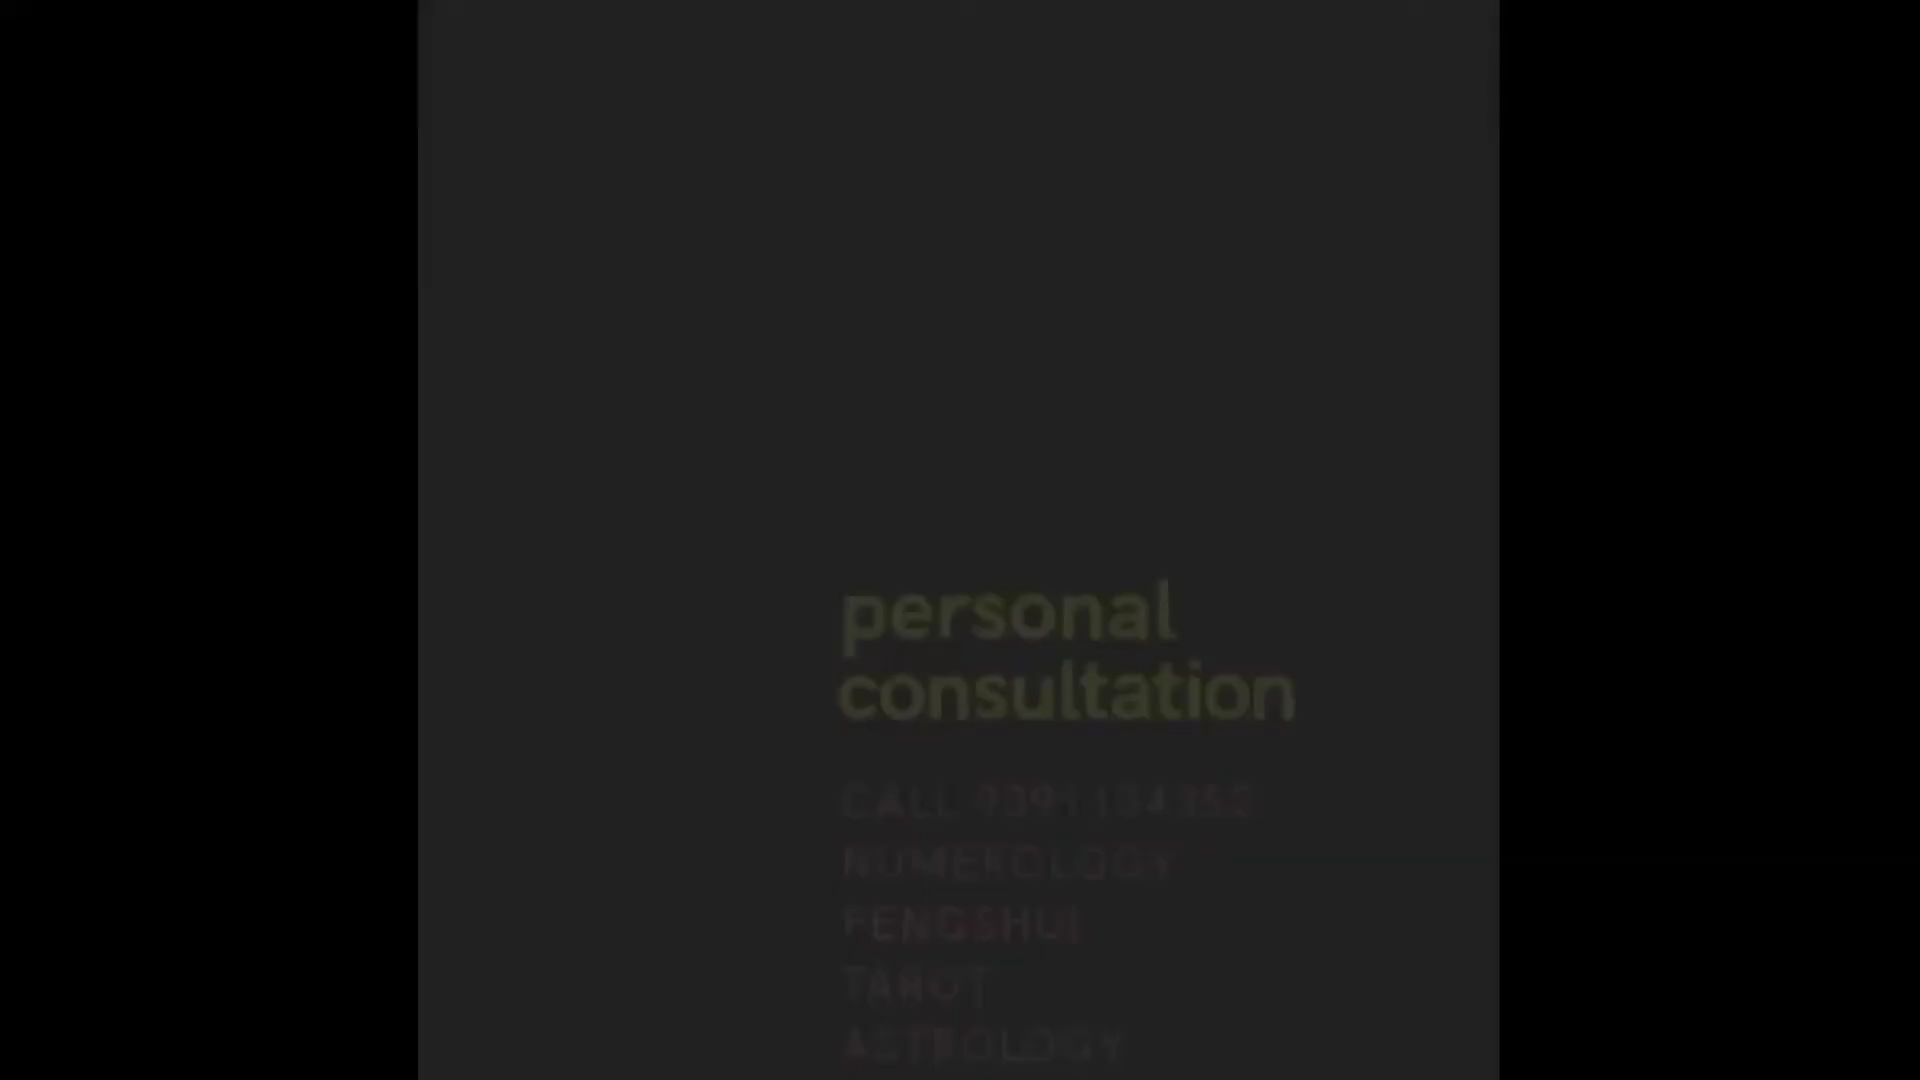 personal
consultation
CALL
NUMEROLOGY
FENGSHUI
TAROT
ASTROLOGY